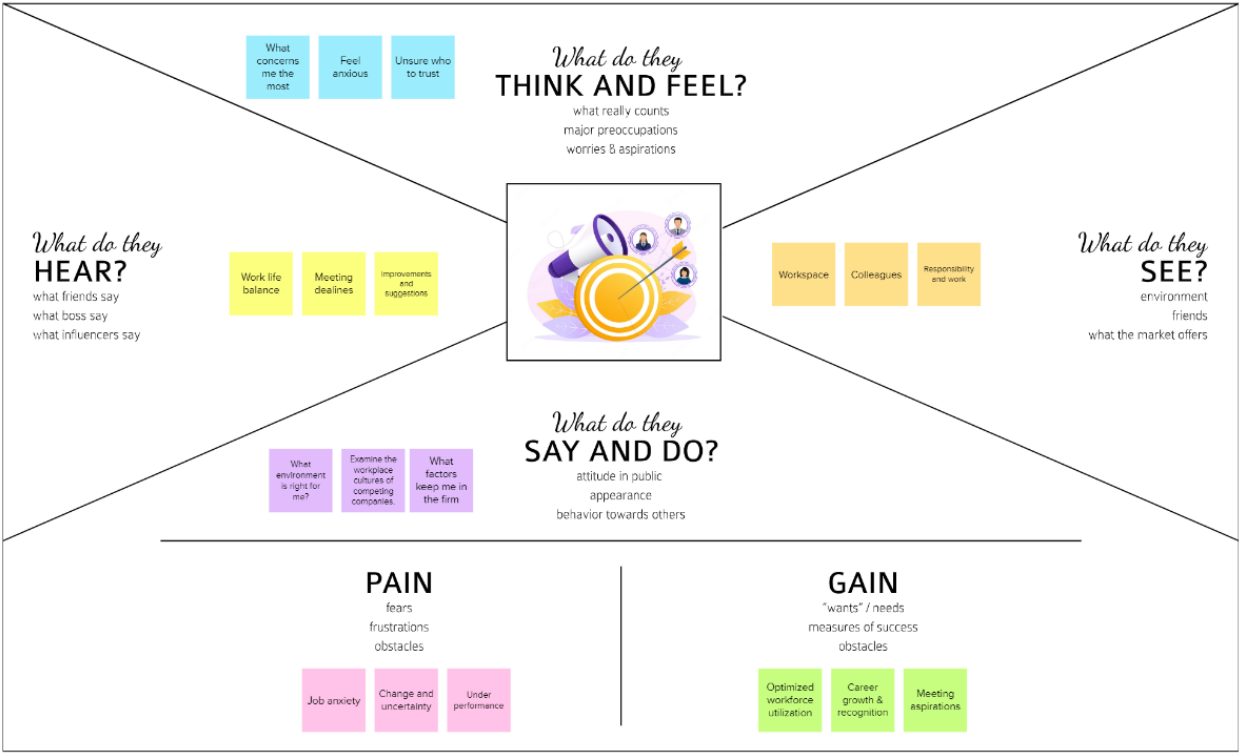 What
concerns
me the
most
Feel
anxious
Unsure who
to trust
What do they
THINK AND FEEL?
what really counts
major preoccupations
worries & aspirations
What do they
HEAR?
what friends say
what boss say
what influencers say
Work life
balance
Meeting
dealines
Improvements
and
suggestions
Workspace
Colleagues
Responsibility
and work
What do they
SEE?
environment
friends
what the market offers
What do they
SAY AND DO?
attitude in public
appearance
behavior towards others
What
environment
is right for
me?
Examine the
workplace
cultures of
competing
companies.
What
factors
keep me in
the firm
PAIN
fears
frustrations
obstacles
Job anxiety
Change and
uncertainty
Under
performance
GAIN
"wants" / needs
measures of success
obstacles
Optimized
workforce
utilization
Career
growth &
recognition
Meeting
aspirations